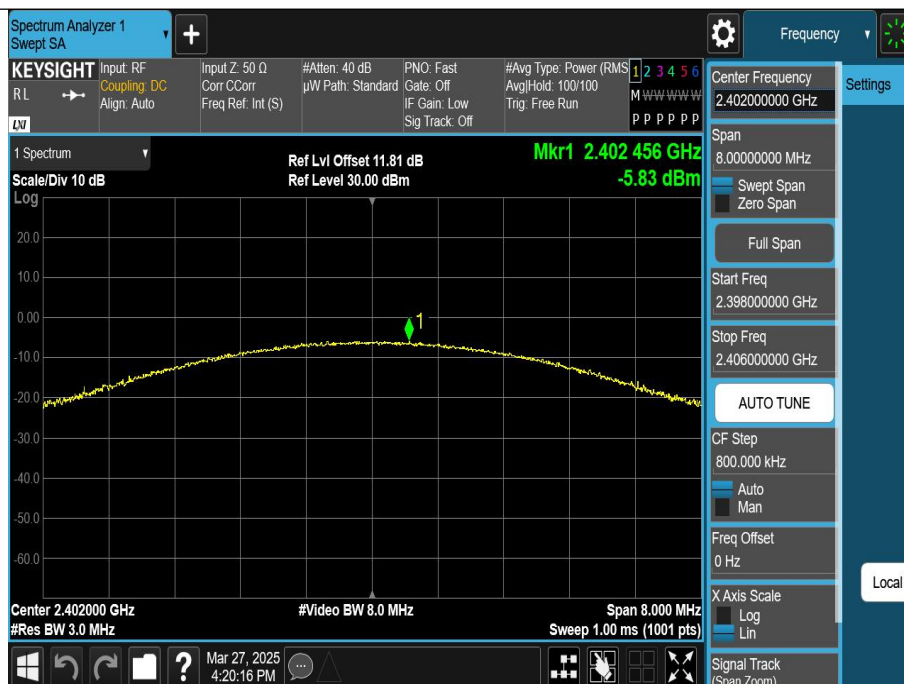 Spectrum Analyzer 1
Swept SA
Frequency
KEYSIGHT
R L
LXI
Input: RF
Coupling: DC
Align: Auto
Input Z: 50 Ω
Corr CCorr
Freq Ref: Int (S)
#Atten: 40 dB
µW Path: Standard
PNO: Fast
Gate: Off
IF Gain: Low
Sig Track: Off
#Avg Type: Power (RMS
Avg|Hold: 100/100
Trig: Free Run
1 2 3 4 5 6
M W W W W W
P P P P P P
1 Spectrum
Scale/Div 10 dB
Log
Ref Lvl Offset 11.81 dB
Ref Level 30.00 dBm
Mkr1 2.402 456 GHz
-5.83 dBm
20.0
10.0
0.00
-10.0
-20.0
-30.0
-40.0
-50.0
-60.0
1
Center 2.402000 GHz
#Res BW 3.0 MHz
#Video BW 8.0 MHz
Span 8.000 MHz
Sweep 1.00 ms (1001 pts)
?
Mar 27, 2025
4:20:16 PM
Center Frequency
2.402000000 GHz
Span
8.00000000 MHz
Swept Span
Zero Span
Full Span
Start Freq
2.398000000 GHz
Stop Freq
2.406000000 GHz
AUTO TUNE
CF Step
800.000 kHz
Auto
Man
Freq Offset
0 Hz
X Axis Scale
Log
Lin
Signal Track
(Span Zoom)
Settings
Local